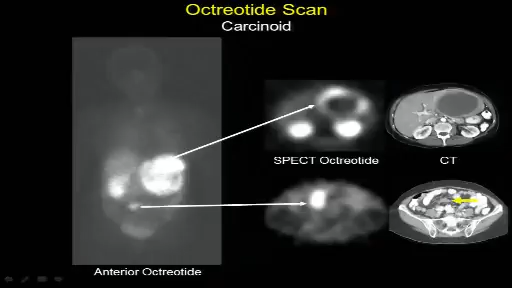 Octreotide Scan
Carcinoid
SPECT Octreotide
CT
Anterior Octreotide